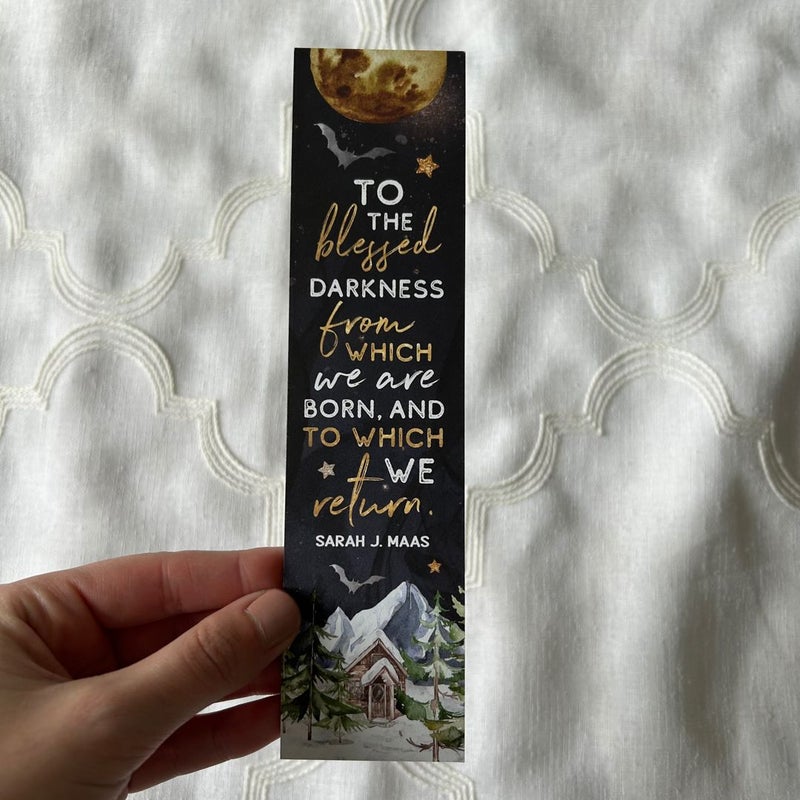 TO
THE
blessed
DARKNESS
from
WHICH
we are
BORN, AND
TO WHICH
WE
return.
SARAH J. MAAS